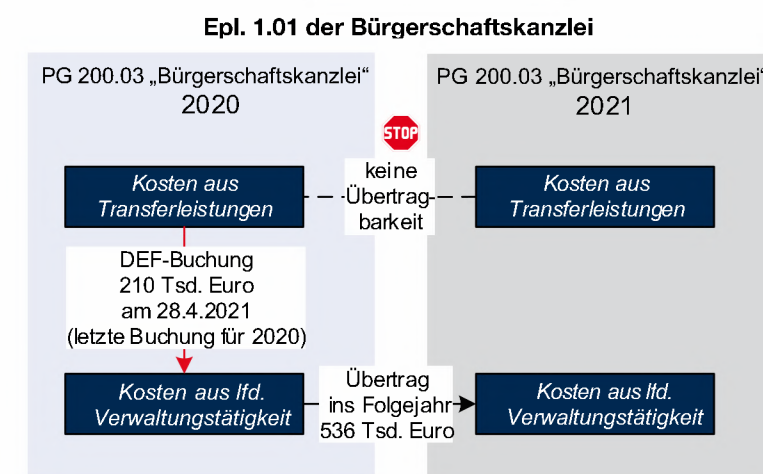 Epl. 1.01 der Bürgerschaftskanzlei
PG 200.03 „Bürgerschaftskanzlei“
2020
PG 200.03 „Bürgerschaftskanzlei“
2021
STOP
Kosten aus
Transferleistungen
keine
Übertrag-
barkeit
Kosten aus
Transferleistungen
DEF-Buchung
210 Tsd. Euro
am 28.4.2021
(letzte Buchung für 2020)
Kosten aus lfd.
Verwaltungstätigkeit
Übertrag
ins Folgejahr
536 Tsd. Euro
Kosten aus lfd.
Verwaltungstätigkeit